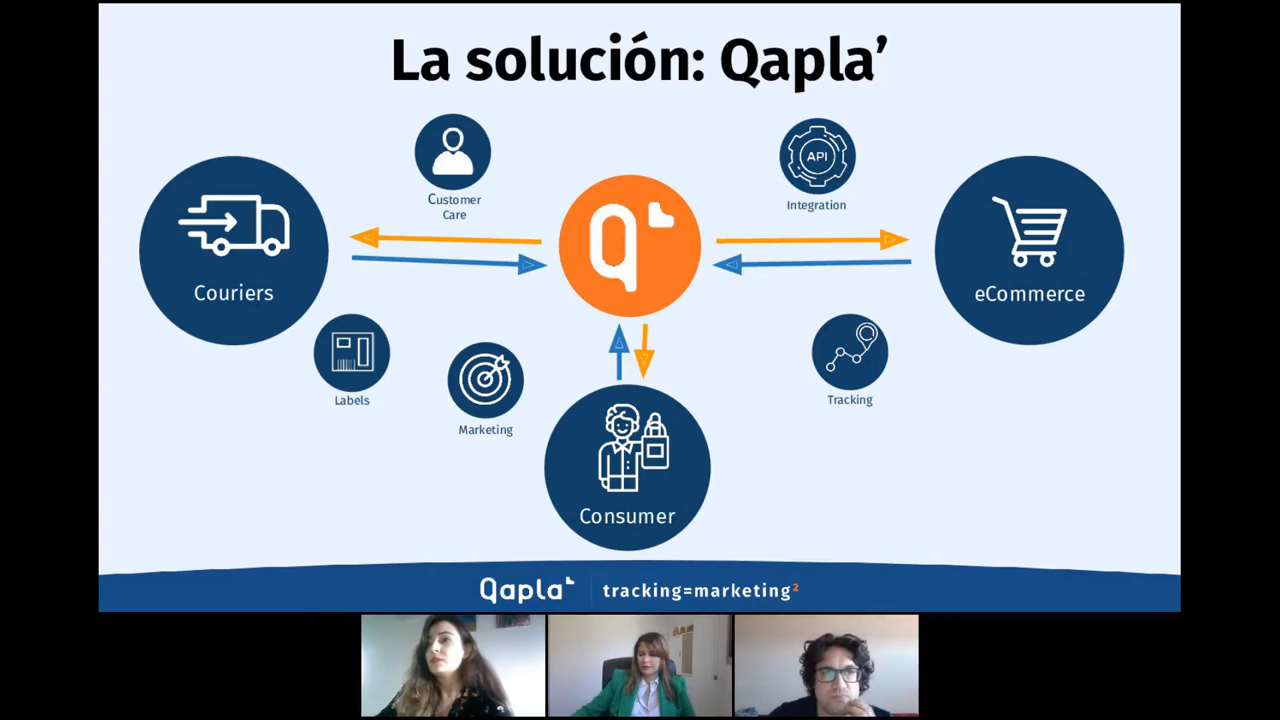 La solución: Qapla’
Customer
Care
API
Integration
Couriers
eCommerce
Labels
Marketing
Tracking
Consumer
Qapla’
tracking=marketing²